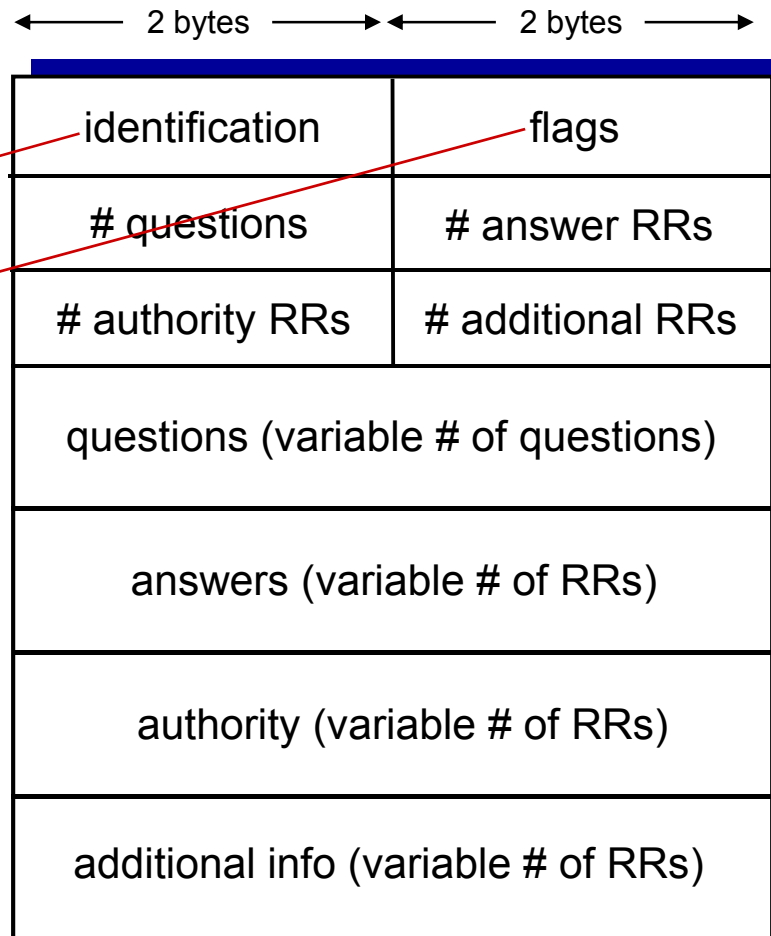 2 bytes 2 bytes
identification flags
# questions # answer RRs
# authority RRs # additional RRs
questions (variable # of questions)
answers (variable # of RRs)
authority (variable # of RRs)
additional info (variable # of RRs)